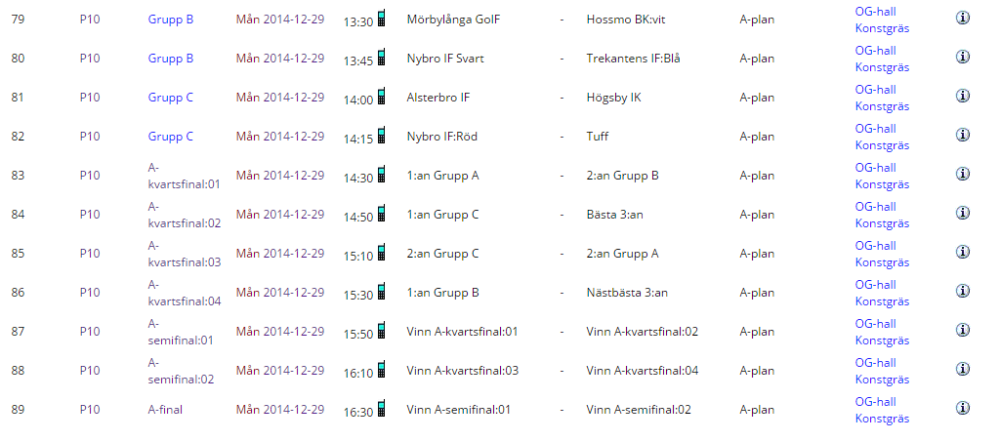 79 P10 Grupp B Mån 2014-12-29 13:30 Mörbylånga GoIF - Hossmo BK:vit A-plan OG-hall
Konstgräs
80 P10 Grupp B Mån 2014-12-29 13:45 Nybro IF Svart - Trekantens IF:Blå A-plan OG-hall
Konstgräs
81 P10 Grupp C Mån 2014-12-29 14:00 Alsterbro IF - Högsby IK A-plan OG-hall
Konstgräs
82 P10 Grupp C Mån 2014-12-29 14:15 Nybro IF:Röd - Tuff A-plan OG-hall
Konstgräs
83 P10 A- Mån 2014-12-29 14:30 1:an Grupp A - 2:an Grupp B A-plan OG-hall
kvartsfinal:01 Konstgräs
84 P10 A- Mån 2014-12-29 14:50 1:an Grupp C - Bästa 3:an A-plan OG-hall
kvartsfinal:02 Konstgräs
85 P10 A- Mån 2014-12-29 15:10 2:an Grupp C - 2:an Grupp A A-plan OG-hall
kvartsfinal:03 Konstgräs
86 P10 A- Mån 2014-12-29 15:30 1:an Grupp B - Nästbästa 3:an A-plan OG-hall
kvartsfinal:04 Konstgräs
87 P10 A- Mån 2014-12-29 15:50 Vinn A-kvartsfinal:01 - Vinn A-kvartsfinal:02 A-plan OG-hall
semifinal:01 Konstgräs
88 P10 A- Mån 2014-12-29 16:10 Vinn A-kvartsfinal:03 - Vinn A-kvartsfinal:04 A-plan OG-hall
semifinal:02 Konstgräs
89 P10 A-final Mån 2014-12-29 16:30 Vinn A-semifinal:01 - Vinn A-semifinal:02 A-plan OG-hall
Konstgräs